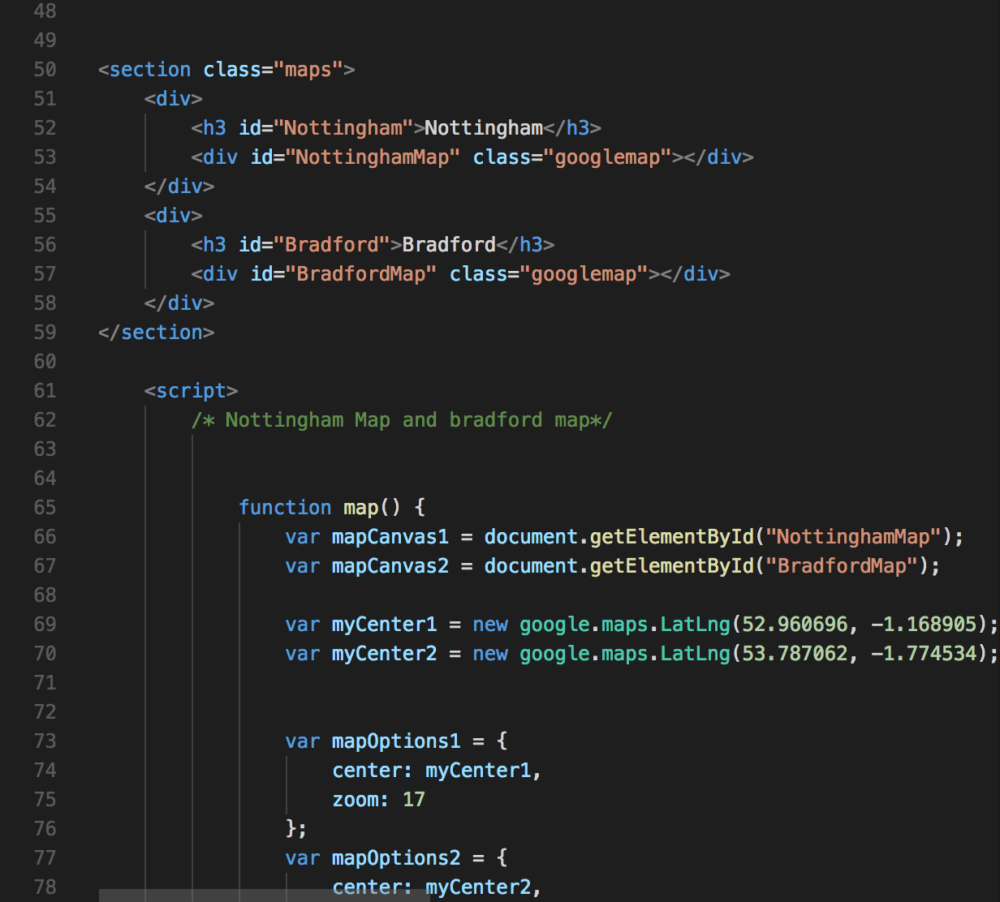 48
49
50 <section class="maps">
51 <div>
52 <h3 id="Nottingham">Nottingham</h3>
53 <div id="NottinghamMap" class="googlemap"></div>
54 </div>
55 <div>
56 <h3 id="Bradford">Bradford</h3>
57 <div id="BradfordMap" class="googlemap"></div>
58 </div>
59 </section>
60
61 <script>
62 /* Nottingham Map and bradford map*/
63
64
65 function map() {
66 var mapCanvas1 = document.getElementById("NottinghamMap");
67 var mapCanvas2 = document.getElementById("BradfordMap");
68
69 var myCenter1 = new google.maps.LatLng(52.960696, -1.168905);
70 var myCenter2 = new google.maps.LatLng(53.787062, -1.774534);
71
72
73 var mapOptions1 = {
74 center: myCenter1,
75 zoom: 17
76 };
77 var mapOptions2 = {
78 center: myCenter2,